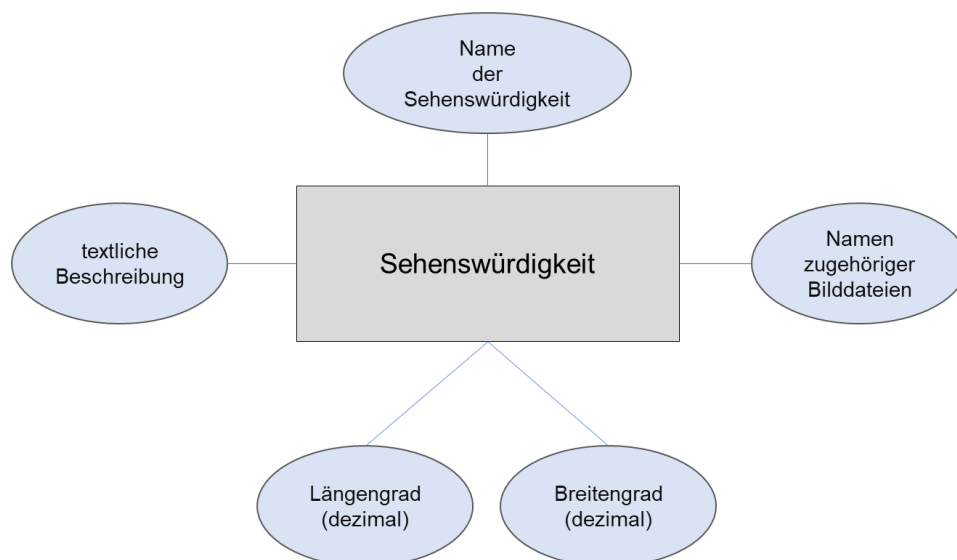 Name
der
Sehenswürdigkeit
textliche
Beschreibung
Sehenswürdigkeit
Namen
zugehöriger
Bilddateien
Längengrad
(dezimal)
Breitengrad
(dezimal)